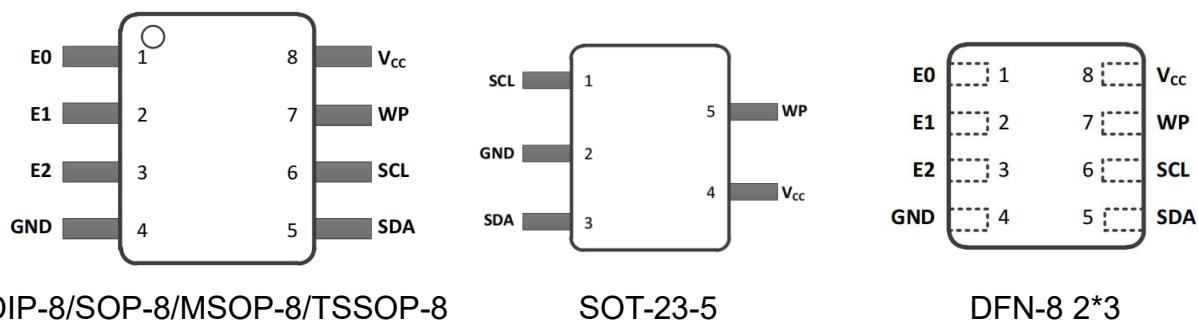 E0 1 8 VCC
E1 2 7 WP
E2 3 6 SCL
GND 4 5 SDA
DIP-8/SOP-8/MSOP-8/TSSOP-8
SCL 1
5 WP
GND 2
4 VCC
SDA 3
SOT-23-5
E0 1 8 VCC
E1 2 7 WP
E2 3 6 SCL
GND 4 5 SDA
DFN-8 2*3